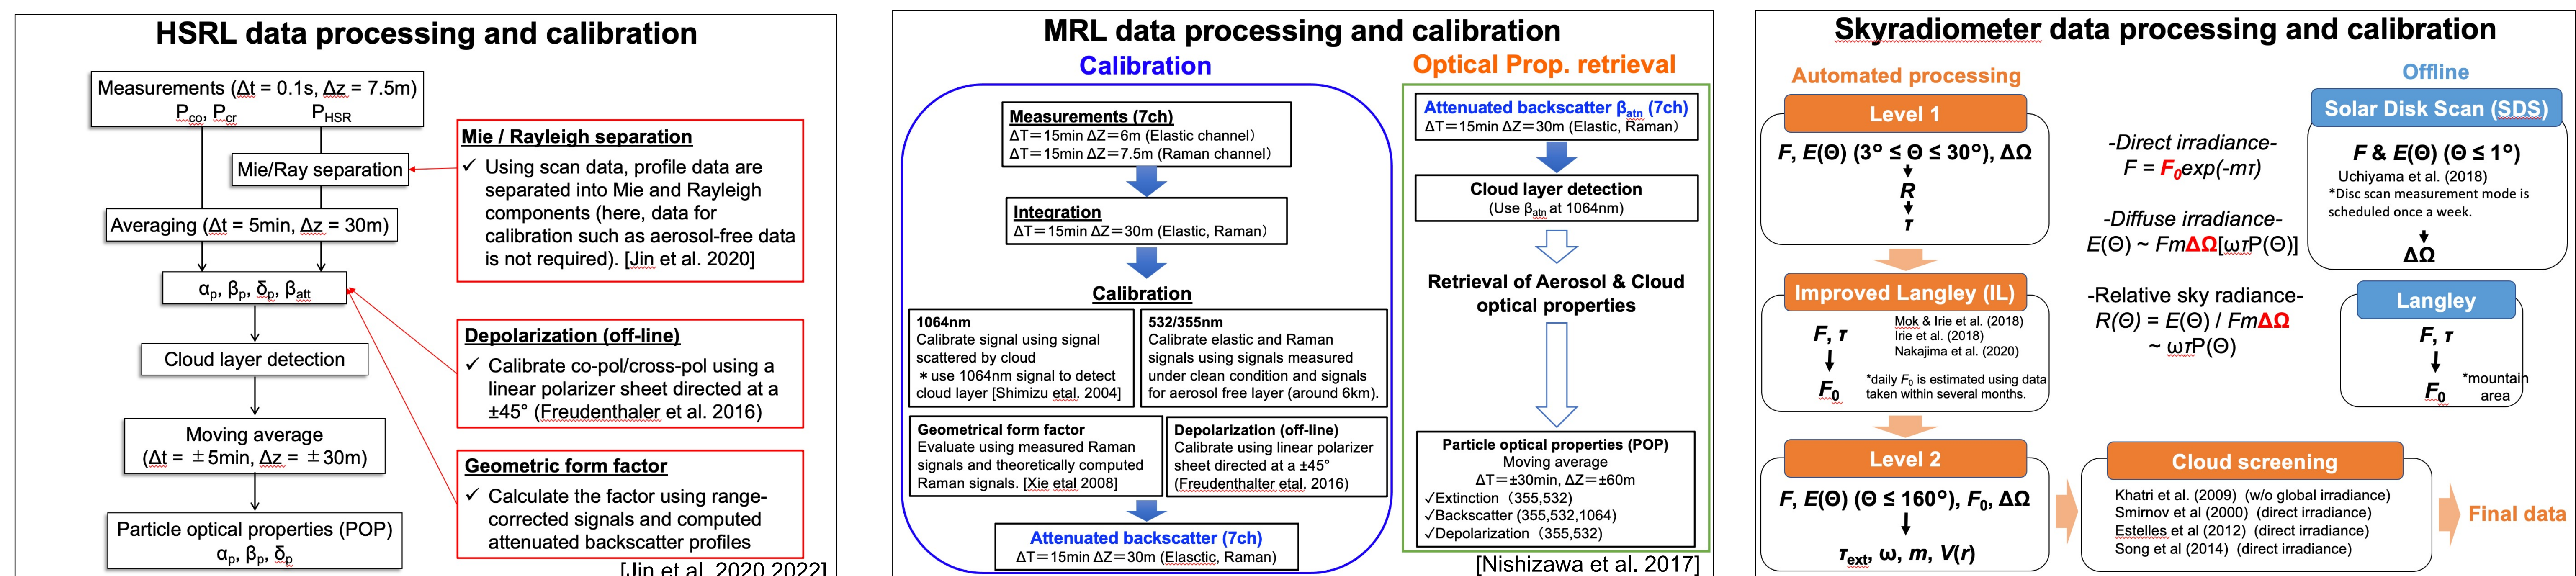 HSRL data processing and calibration
Measurements (Δt = 0.1s, Δz = 7.5m)
Pco, Pcr PHSR
Mie/Ray separation
Averaging (Δt = 5min, Δz = 30m)
αp, βp, δp, βatt
Cloud layer detection
Moving average
(Δt = ±5min, Δz = ±30m)
Particle optical properties (POP)
αp, βp, δp
Mie / Rayleigh separation
✓ Using scan data, profile data are
separated into Mie and Rayleigh
components (here, data for
calibration such as aerosol-free data
is not required). [Jin et al. 2020]
Depolarization (off-line)
✓ Calibrate co-pol/cross-pol using a
linear polarizer sheet directed at a
±45° (Freudenthaler et al. 2016)
Geometric form factor
✓ Calculate the factor using range-
corrected signals and computed
attenuated backscatter profiles
[Jin et al. 2020,2022]
MRL data processing and calibration
Calibration
Measurements (7ch)
ΔT=15min ΔZ=6m (Elastic channel)
ΔT=15min ΔZ=7.5m (Raman channel)
Integration
ΔT=15min ΔZ=30m (Elastic, Raman)
Calibration
1064nm
Calibrate signal using signal
scattered by cloud
*use 1064nm signal to detect
cloud layer [Shimizu etal. 2004]
532/355nm
Calibrate elastic and Raman
signals using signals measured
under clean condition and signals
for aerosol free layer (around 6km).
Geometrical form factor
Evaluate using measured Raman
signals and theoretically computed
Raman signals. [Xie etal 2008]
Depolarization (off-line)
Calibrate using linear polarizer
sheet directed at a ±45°
(Freudenthalter etal. 2016)
Attenuated backscatter (7ch)
ΔT=15min ΔZ=30m (Elasctic, Raman)
Optical Prop. retrieval
Attenuated backscatter βatn (7ch)
ΔT=15min ΔZ=30m (Elastic, Raman)
Cloud layer detection
(Use βatn at 1064nm)
Retrieval of Aerosol & Cloud
optical properties
Particle optical properties (POP)
Moving average
ΔT=±30min, ΔZ=±60m
✓Extinction (355,532)
✓Backscatter (355,532,1064)
✓Depolarization (355,532)
[Nishizawa et al. 2017]
Skyradiometer data processing and calibration
Automated processing
Level 1
F, E(Θ) (3° ≤ Θ ≤ 30°), ΔΩ
R
τ
Improved Langley (IL)
F, τ
F0
Mok & Irie et al. (2018)
Irie et al. (2018)
Nakajima et al. (2020)
*daily F0 is estimated using data
taken within several months.
Level 2
F, E(Θ) (Θ ≤ 160°), F0, ΔΩ
τext, ω, m, V(r)
-Direct irradiance-
F = F0exp(-mτ)
-Diffuse irradiance-
E(Θ) ~ FmΔΩ[ωτP(Θ)]
-Relative sky radiance-
R(Θ) = E(Θ) / FmΔΩ
~ ωτP(Θ)
Offline
Solar Disk Scan (SDS)
F & E(Θ) (Θ ≤ 1°)
Uchiyama et al. (2018)
*Disc scan measurement mode is
scheduled once a week.
ΔΩ
Langley
F, τ
F0
*mountain
area
Cloud screening
Khatri et al. (2009) (w/o global irradiance)
Smirnov et al (2000) (direct irradiance)
Estelles et al (2012) (direct irradiance)
Song et al (2014) (direct irradiance)
Final data